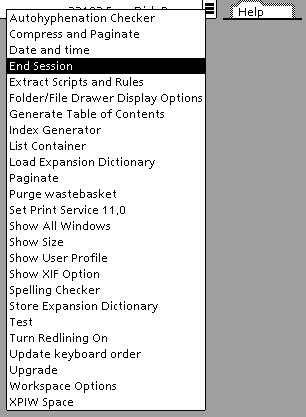 Help
Autohyphenation Checker
Compress and Paginate
Date and time
End Session
Extract Scripts and Rules
Folder/File Drawer Display Options
Generate Table of Contents
Index Generator
List Container
Load Expansion Dictionary
Paginate
Purge wastebasket
Set Print Service 11.0
Show All Windows
Show Size
Show User Profile
Show XIF Option
Spelling Checker
Store Expansion Dictionary
Test
Turn Redlining On
Update keyboard order
Upgrade
Workspace Options
XPIW Space